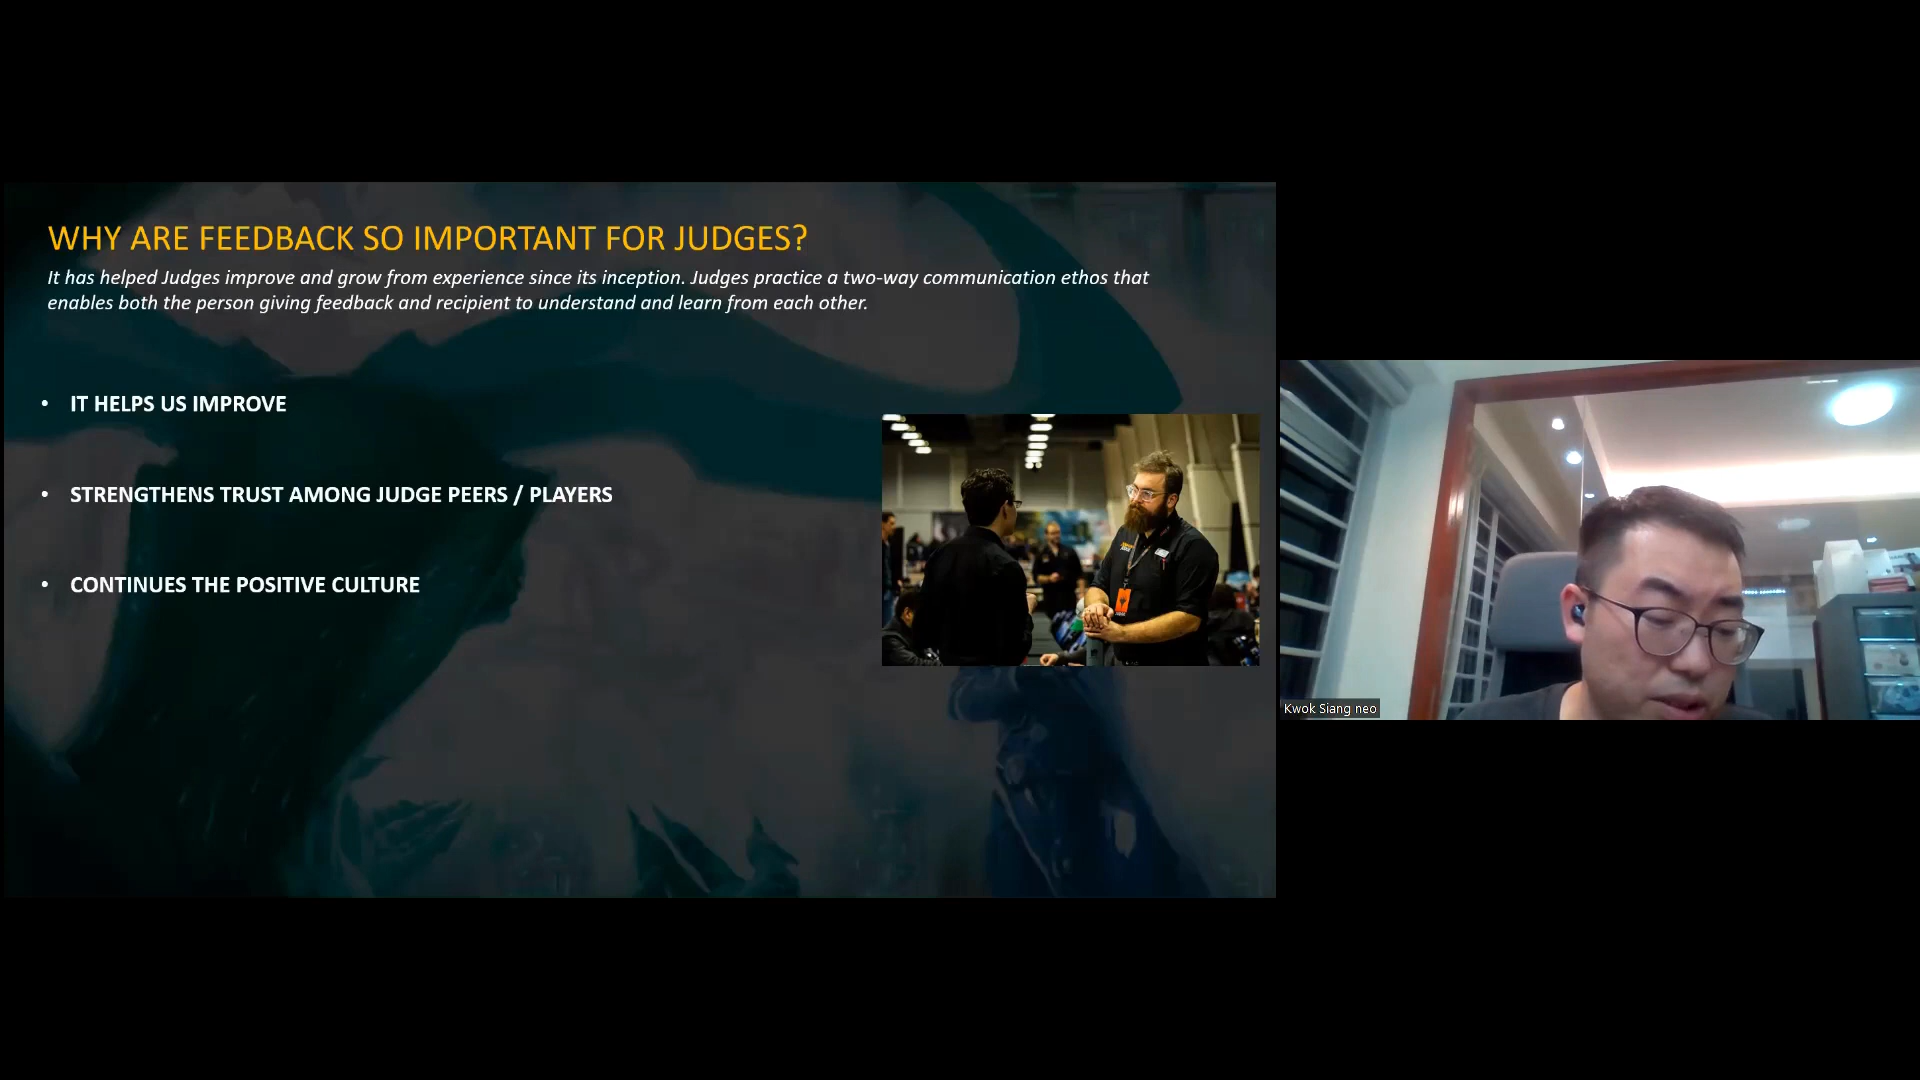 WHY ARE FEEDBACK SO IMPORTANT FOR JUDGES?
It has helped Judges improve and grow from experience since its inception. Judges practice a two-way communication ethos that
enables both the person giving feedback and recipient to understand and learn from each other.
• IT HELPS US IMPROVE
• STRENGTHENS TRUST AMONG JUDGE PEERS / PLAYERS
• CONTINUES THE POSITIVE CULTURE
Kwok Siang neo